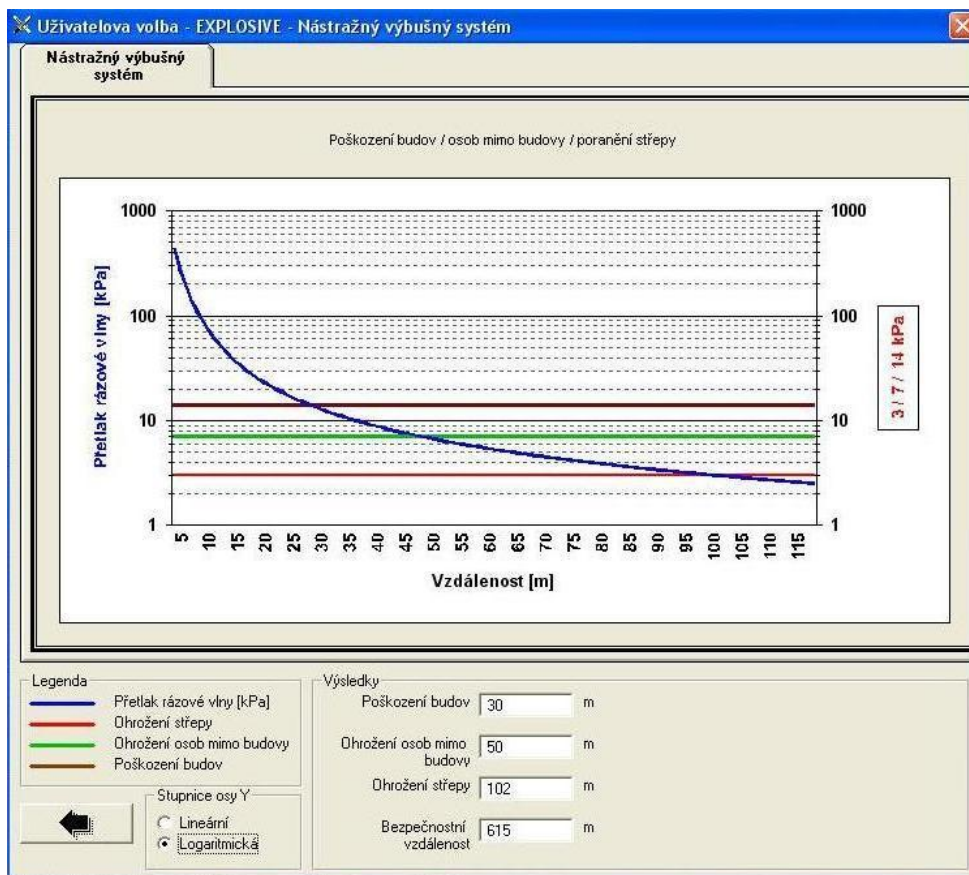 Uživatelova volba - EXPLOSIVE - Nástražný výbušný systém
Nástražný výbušný
systém
Poškození budov / osob mimo budovy / poranění střepy
1000
100
10
1
Přetlak rázové vlny [kPa]
1000
100
10
1
3 / 7 / 14 kPa
5 10 15 20 25 30 35 40 45 50 55 60 65 70 75 80 85 90 95 100 105 110 115
Vzdálenost [m]
Legenda
Přetlak rázové vlny [kPa]
Ohrožení střepy
Ohrožení osob mimo budovy
Poškození budov
Stupnice osy Y
Lineární
Logaritmická
Výsledky
Poškození budov 30 m
Ohrožení osob mimo
budovy 50 m
Ohrožení střepy 102 m
Bezpečnostní
vzdálenost 615 m